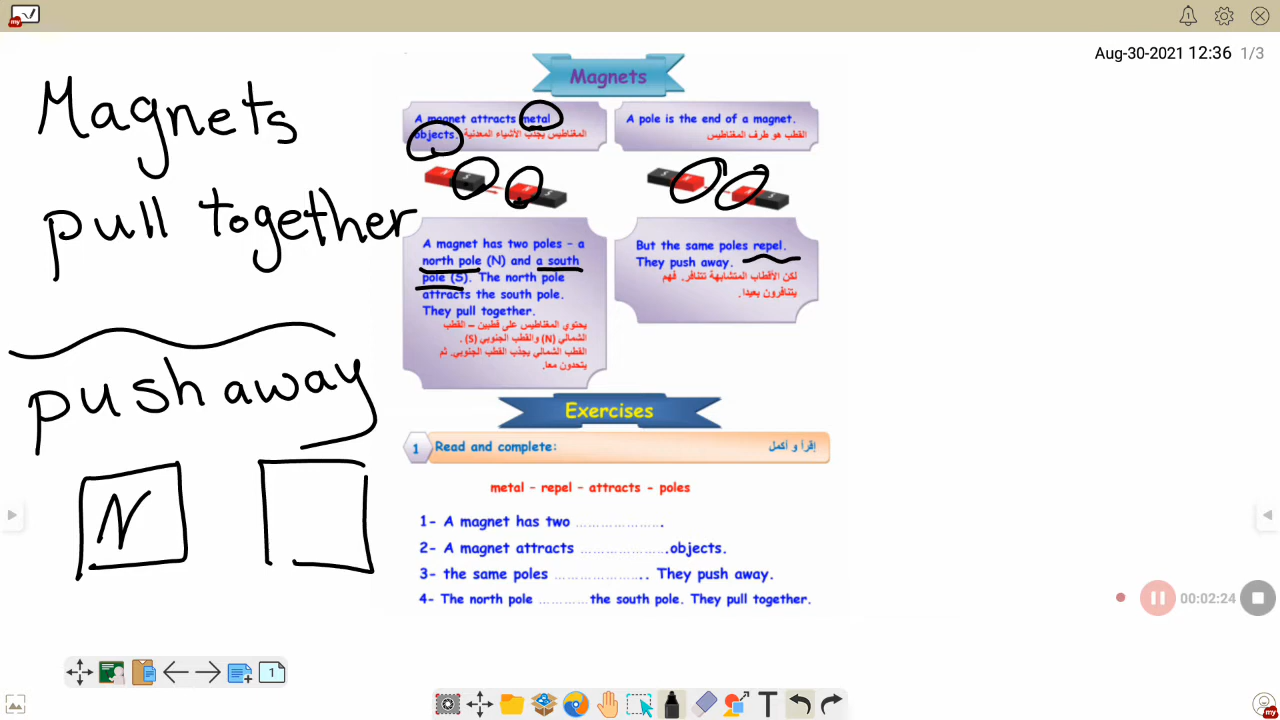 Aug-30-2021 12:36 1/3
Magnets
pull together
push away
N
Magnets
A magnet attracts metal
objects. المغناطيس يجذب الأشياء المعدنية
A pole is the end of a magnet.
القطب هو طرف المغناطيس
A magnet has two poles - a
north pole (N) and a south
pole (S). The north pole
attracts the south pole.
They pull together.
يحتوي المغناطيس على قطبين – القطب
الشمالي (N) والقطب الجنوبي (S) .
القطب الشمالي يجذب القطب الجنوبي. ثم
يتحدون معا.
But the same poles repel.
They push away.
لكن الأقطاب المتشابهة تتنافر. فهم
يتنافرون بعيدا.
Exercises
1 Read and complete: إقرأ و أكمل
metal - repel - attracts - poles
1- A magnet has two ....................
2- A magnet attracts .....................objects.
3- the same poles .................... They push away.
4- The north pole ............ the south pole. They pull together.
00:02:24
1
T
my
my